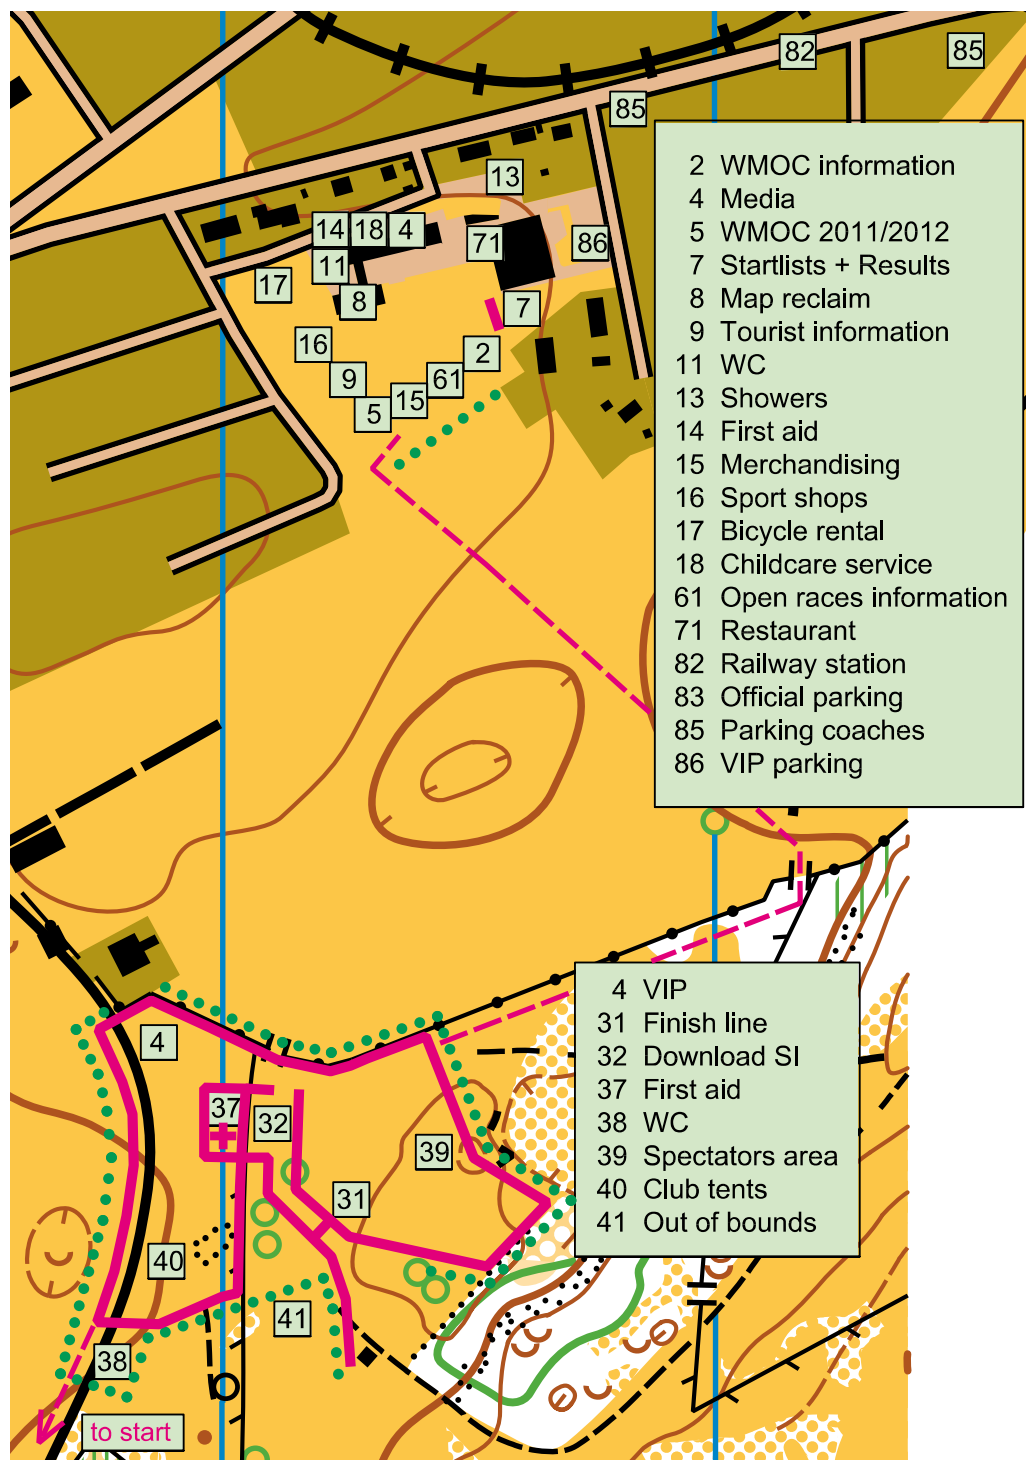 82
85
85
13
14
18
4
71
86
11
17
8
7
16
2
9
61
15
5
2 WMOC information
4 Media
5 WMOC 2011/2012
7 Startlists + Results
8 Map reclaim
9 Tourist information
11 WC
13 Showers
14 First aid
15 Merchandising
16 Sport shops
17 Bicycle rental
18 Childcare service
61 Open races information
71 Restaurant
82 Railway station
83 Official parking
85 Parking coaches
86 VIP parking
4
37
32
39
31
40
41
38
to start
4 VIP
31 Finish line
32 Download SI
37 First aid
38 WC
39 Spectators area
40 Club tents
41 Out of bounds